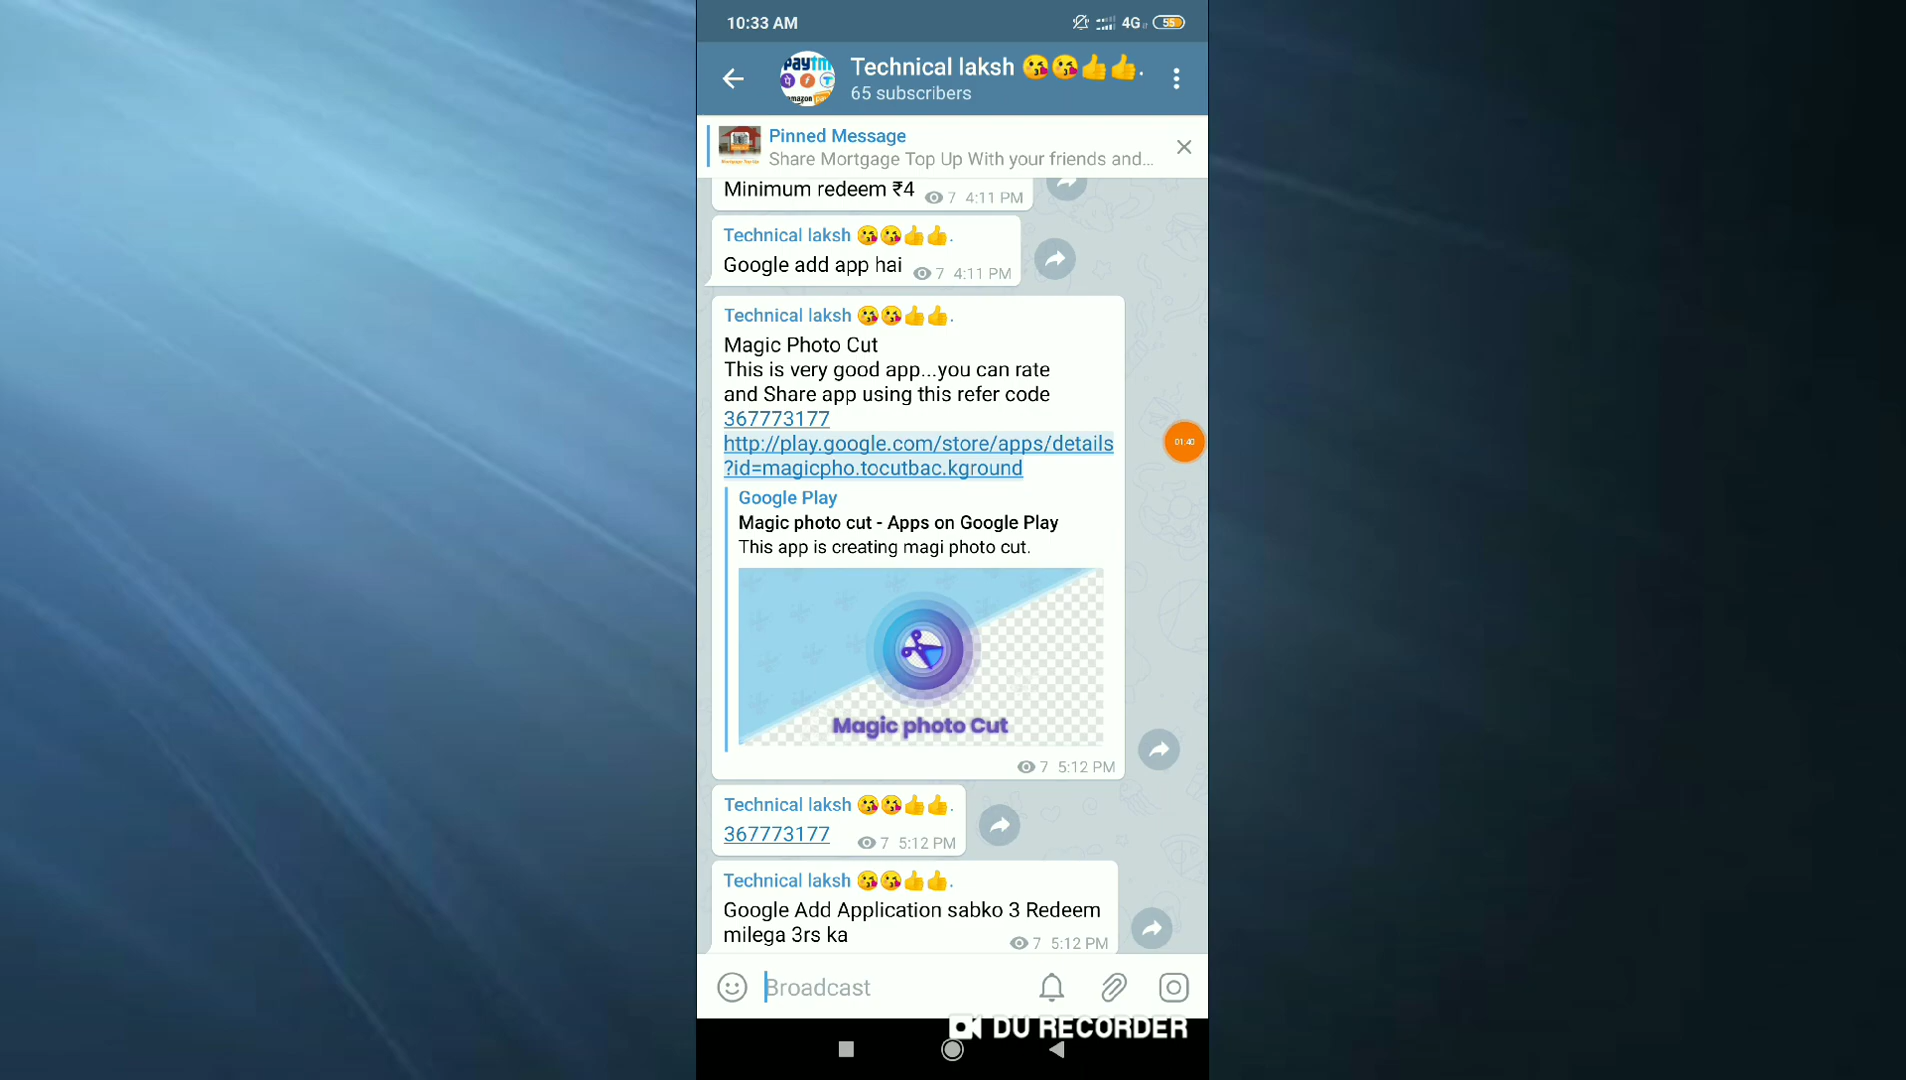 10:33 AM
4G
55
paytm
amazon pay
Technical laksh 😘😘👍👍.
65 subscribers
Pinned Message
Share Mortgage Top Up With your friends and...
Minimum redeem ₹4
7 4:11 PM
Technical laksh 😘😘👍👍.
Google add app hai
7 4:11 PM
Technical laksh 😘😘👍👍.
Magic Photo Cut
This is very good app...you can rate
and Share app using this refer code
367773177
http://play.google.com/store/apps/details
?id=magicpho.tocutbac.kground
01:40
Google Play
Magic photo cut - Apps on Google Play
This app is creating magi photo cut.
Magic photo Cut
7 5:12 PM
Technical laksh 😘😘👍👍.
367773177
7 5:12 PM
Technical laksh 😘😘👍👍.
Google Add Application sabko 3 Redeem
milega 3rs ka
7 5:12 PM
Broadcast
DU RECORDER